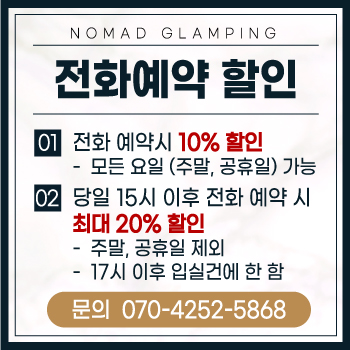 NOMAD GLAMPING
전화예약 할인
01 전화 예약시 10% 할인
- 모든 요일 (주말, 공휴일) 가능
02 당일 15시 이후 전화 예약 시
최대 20% 할인
- 주말, 공휴일 제외
- 17시 이후 입실건에 한 함
문의 070-4252-5868